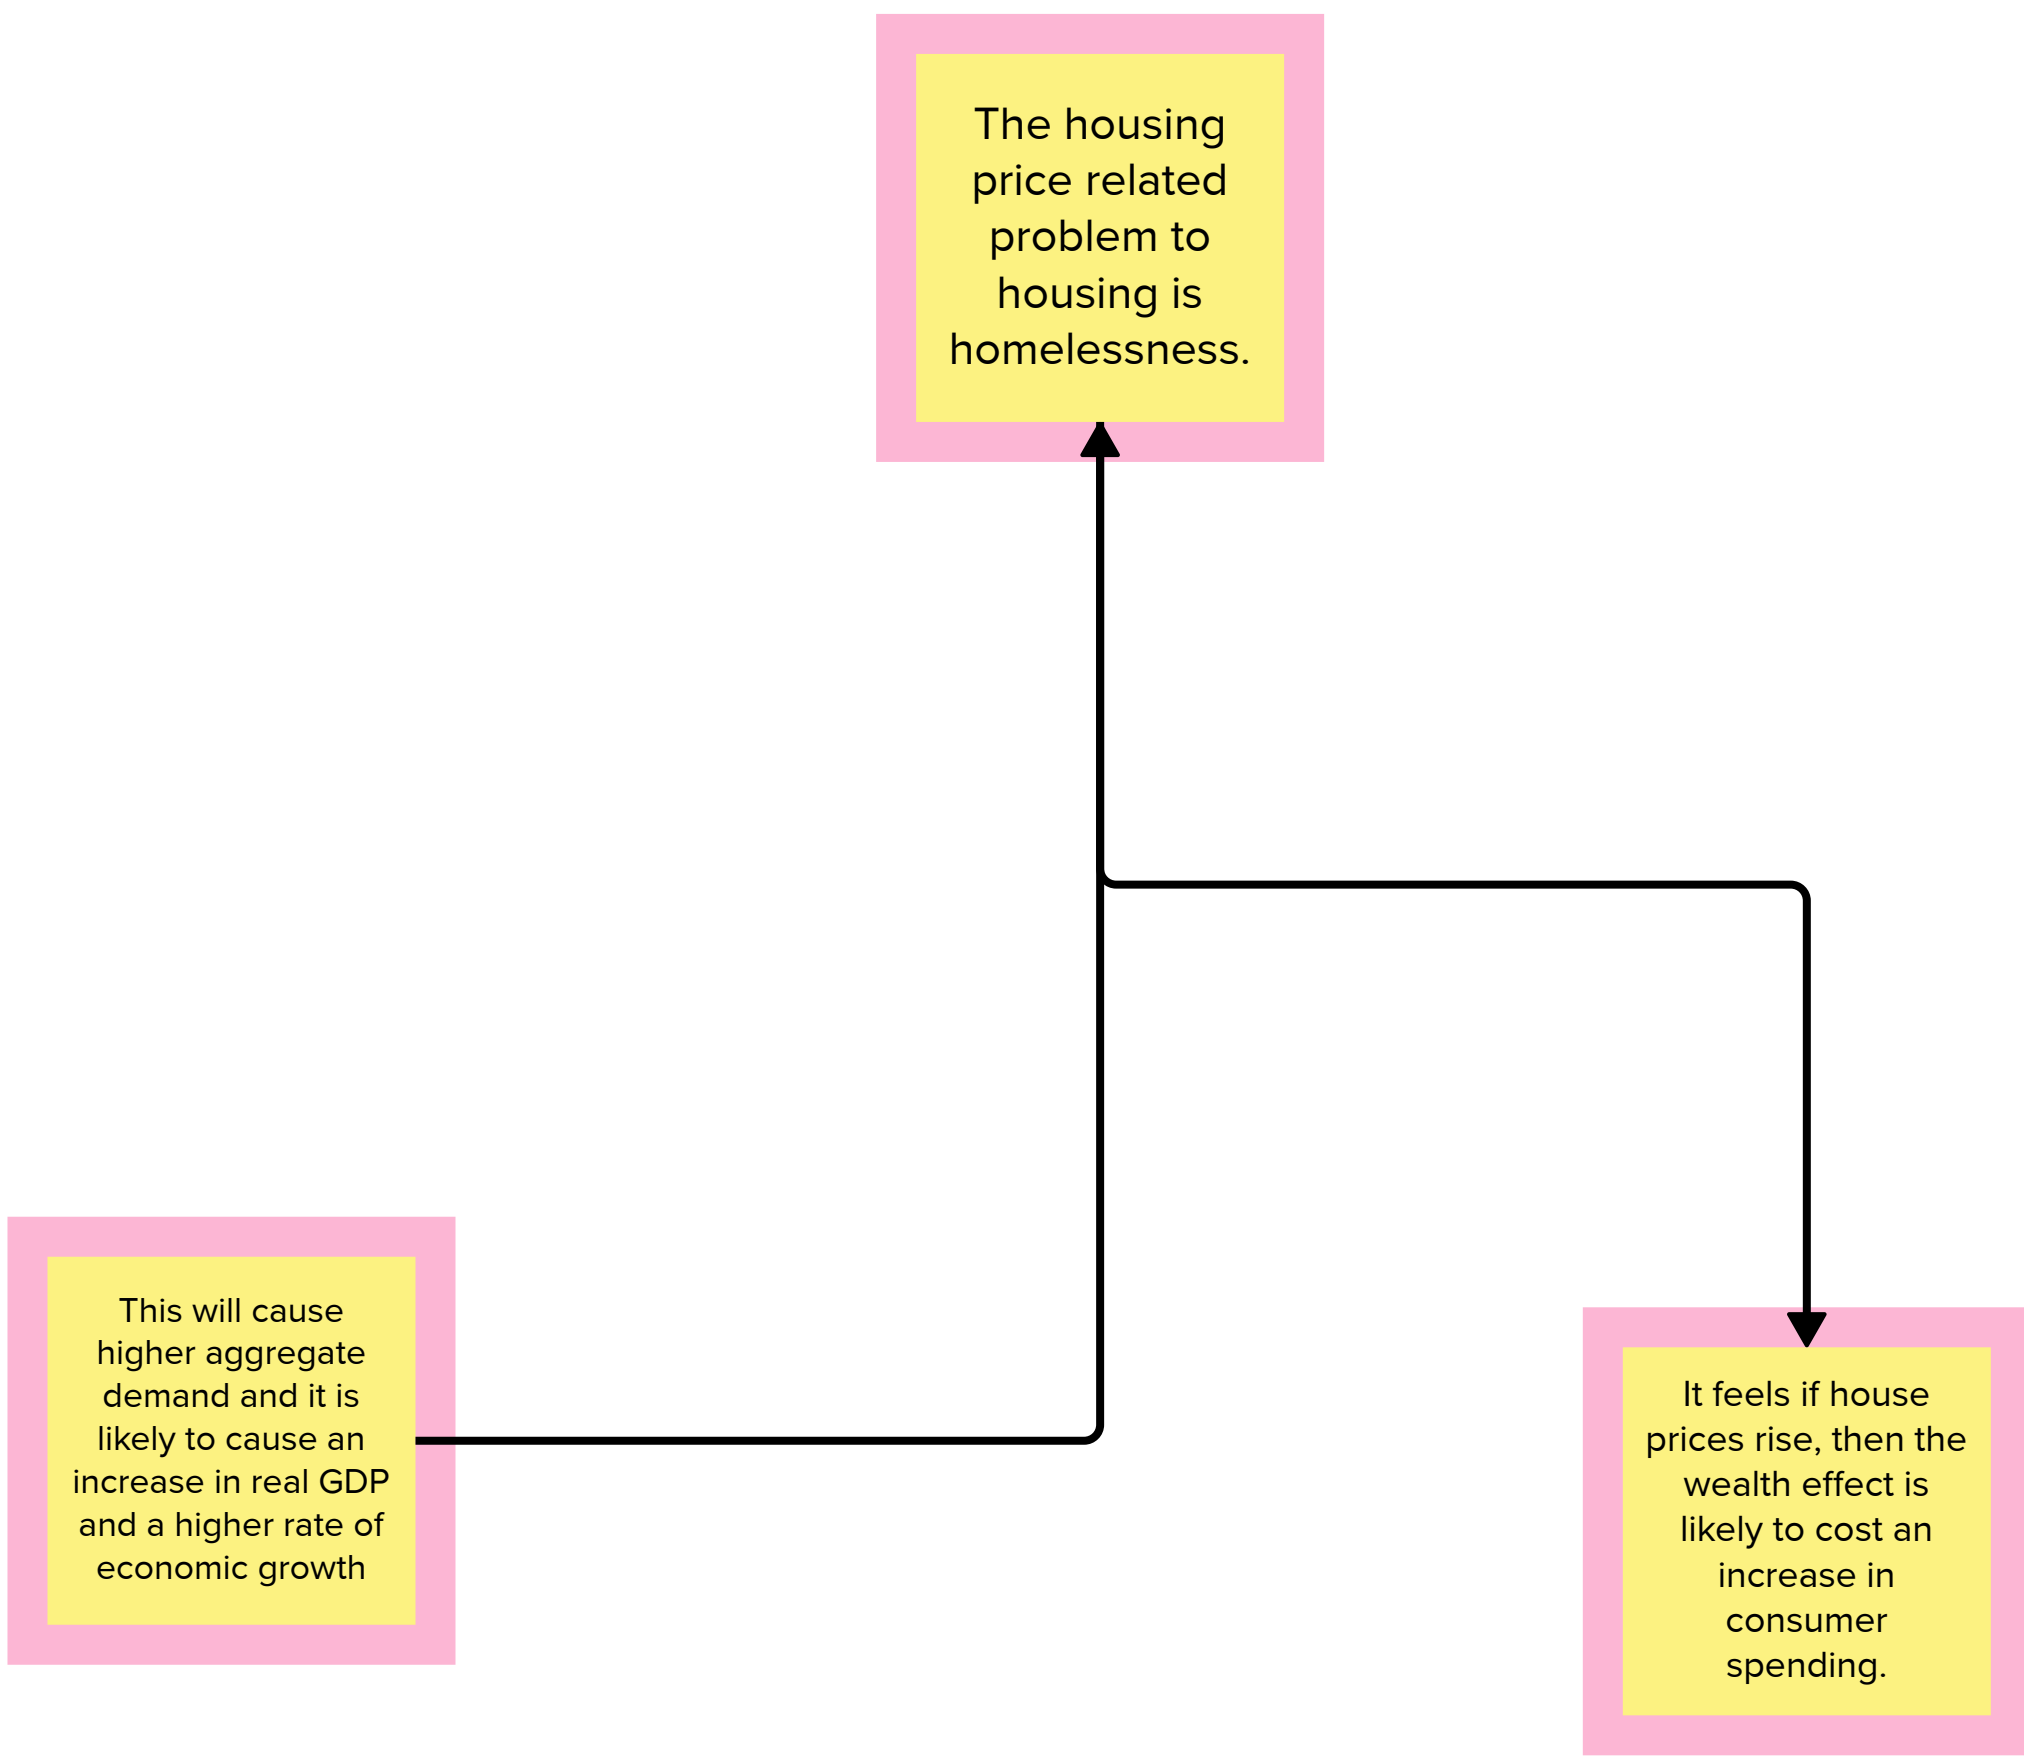 The housing
price related
problem to
housing is
homelessness.
This will cause
higher aggregate
demand and it is
likely to cause an
increase in real GDP
and a higher rate of
economic growth
It feels if house
prices rise, then the
wealth effect is
likely to cost an
increase in
consumer
spending.